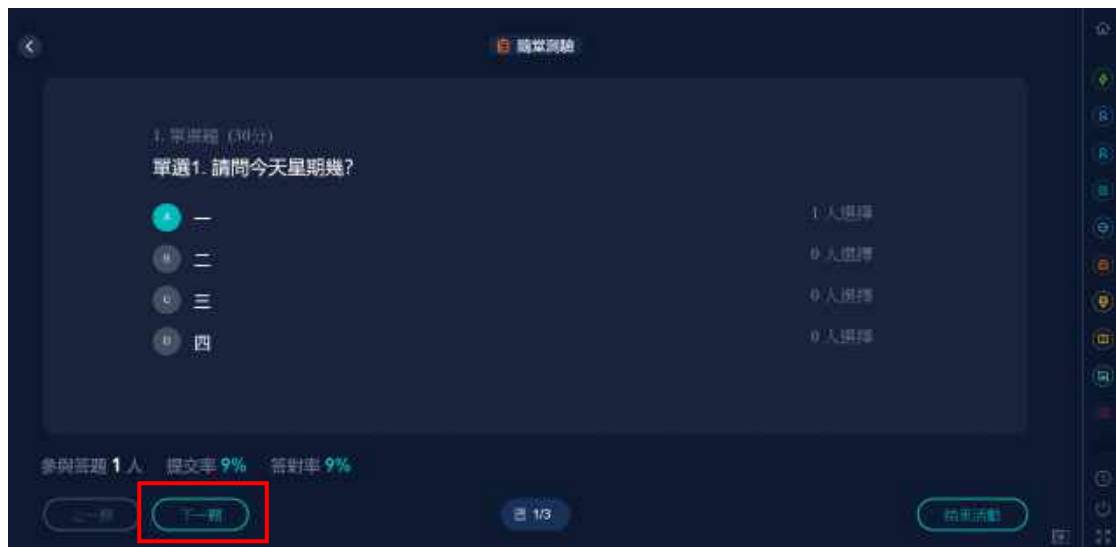 隨堂測驗
1. 單選題 (30分)
單選1. 請問今天星期幾?
A 一 1 人選擇
B 二 0 人選擇
C 三 0 人選擇
D 四 0 人選擇
參與答題 1 人 提交率 9% 答對率 9%
上一題 下一題 1/3 結束活動